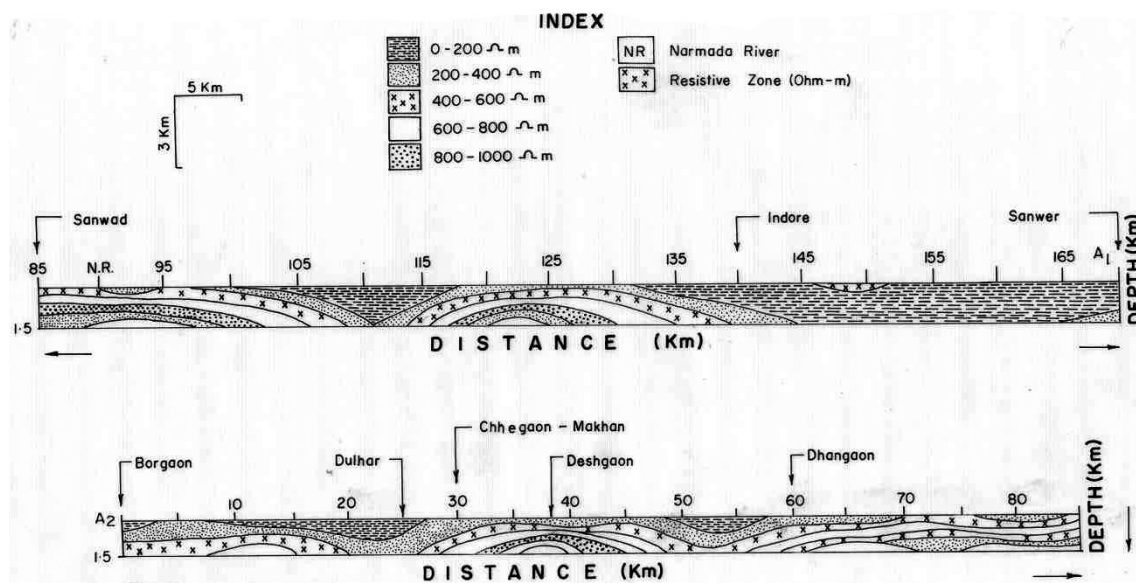 INDEX
0-200 Ω m
200-400 Ω m
400-600 Ω m
600-800 Ω m
800-1000 Ω m
NR Narmada River
Resistive Zone (Ohm-m)
5 Km
3 Km
Sanwad
Indore
Sanwer
85 N.R. 95 105 115 125 145 155 165 A1
1.5
DEPTH (Km)
DISTANCE (Km)
Chhegaon - Makhan
Borgaon
Dulhar
Deshgaon
Dhangaon
A2 10 20 30 40 50 60 70 80
1.5
DEPTH (Km)
DISTANCE (Km)